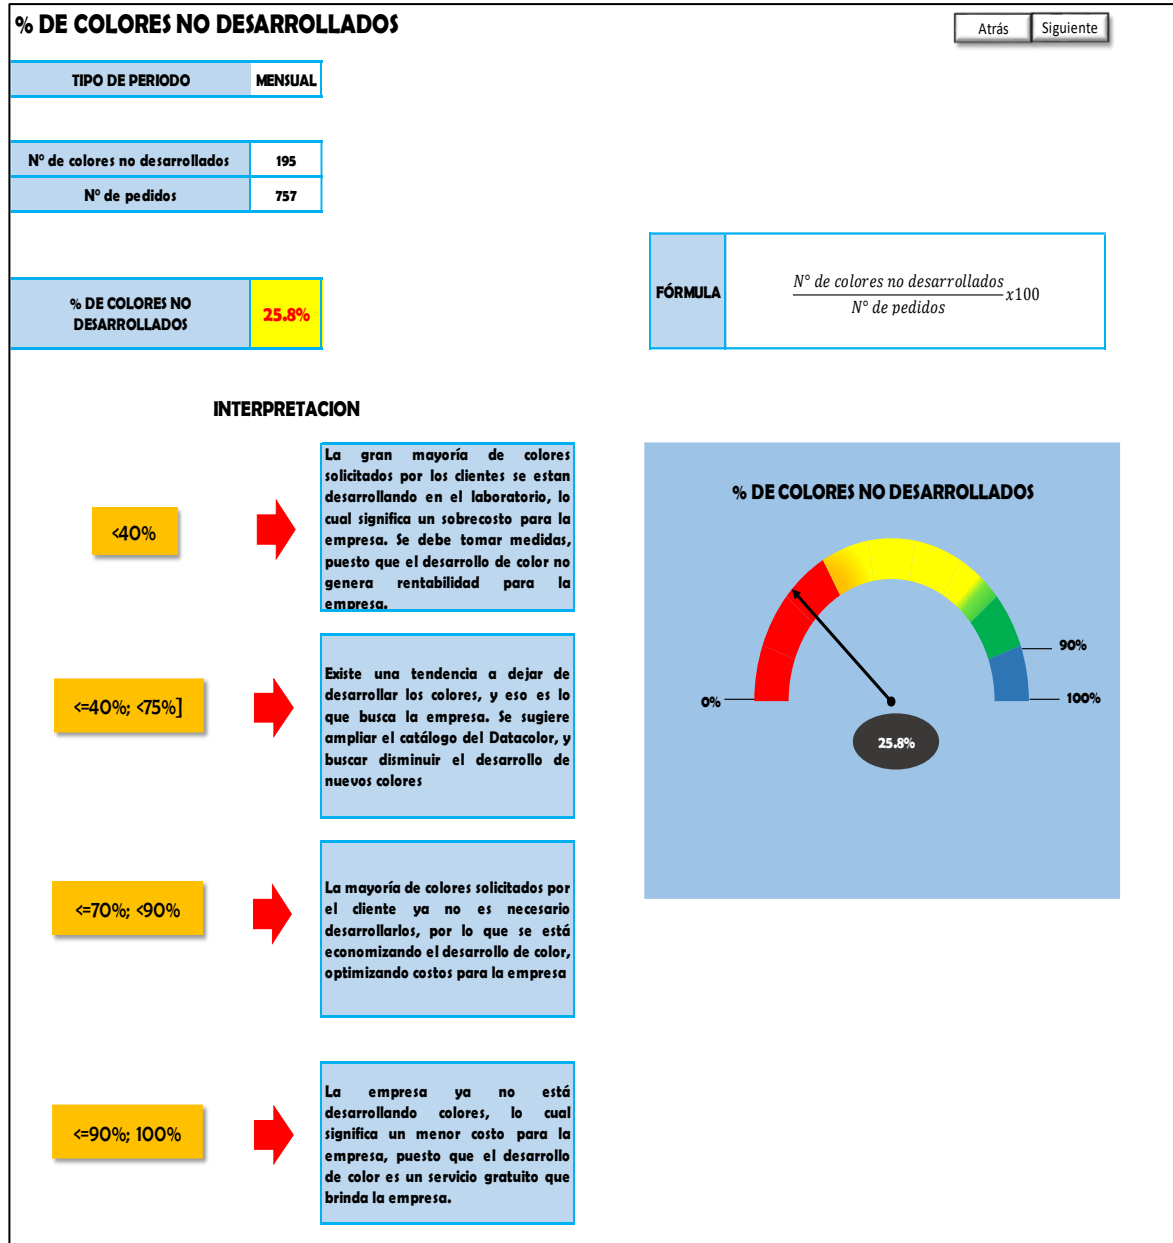 % DE COLORES NO DESARROLLADOS
Atrás Siguiente
TIPO DE PERIODO MENSUAL
N° de colores no desarrollados 195
N° de pedidos 757
% DE COLORES NO
DESARROLLADOS
25.8%
FÓRMULA
N° de colores no desarrollados
N° de pedidos
x100
INTERPRETACION
<40%
La gran mayoría de colores
solicitados por los clientes se estan
desarrollando en el laboratorio, lo
cual significa un sobrecosto para la
empresa. Se debe tomar medidas,
puesto que el desarrollo de color no
genera rentabilidad para la
empresa.
<=40%; <75%]
Existe una tendencia a dejar de
desarrollar los colores, y eso es lo
que busca la empresa. Se sugiere
ampliar el catálogo del Datacolor, y
buscar disminuir el desarrollo de
nuevos colores
<=70%; <90%
La mayoría de colores solicitados por
el cliente ya no es necesario
desarrollarlos, por lo que se está
economizando el desarrollo de color,
optimizando costos para la empresa
<=90%; 100%
La empresa ya no está
desarrollando colores, lo cual
significa un menor costo para la
empresa, puesto que el desarrollo
de color es un servicio gratuito que
brinda la empresa.
% DE COLORES NO DESARROLLADOS
90%
0%
100%
25.8%